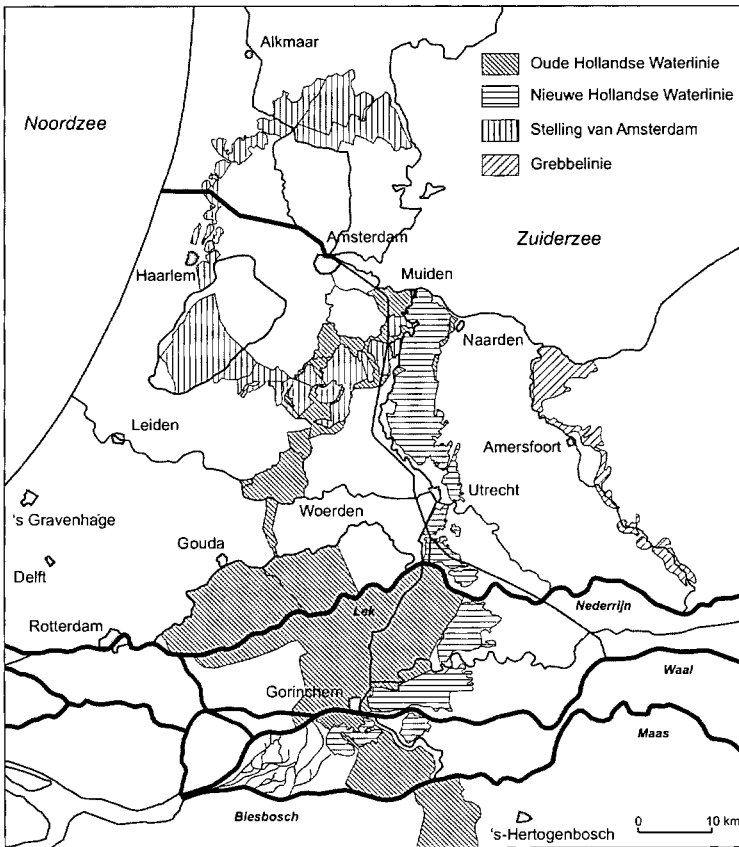 Alkmaar
Oude Hollandse Waterlinie
Nieuwe Hollandse Waterlinie
Stelling van Amsterdam
Grebbelinie
Noordzee
Zuiderzee
Amsterdam
Haarlem
Muiden
Naarden
Leiden
Amersfoort
Utrecht
's Gravenhage
Woerden
Gouda
Delft
Lek
Nederrijn
Rotterdam
Waal
Gorinchem
Maas
Biesbosch
's-Hertogenbosch
0 10 km